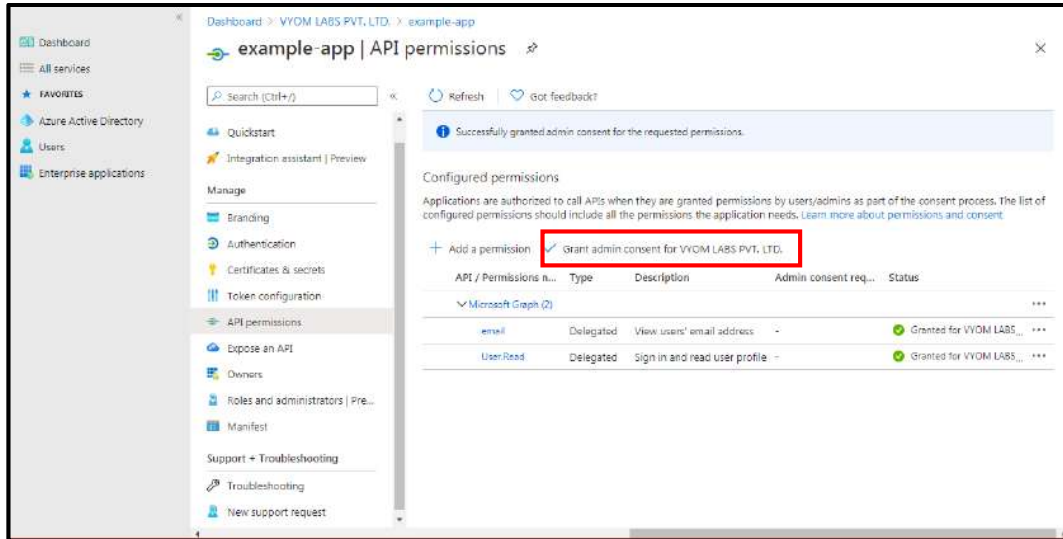 Dashboard > VYOM LABS PVT. LTD. > example-app
example-app | API permissions
Dashboard
All services
FAVORITES
Azure Active Directory
Users
Enterprise applications
Search (Ctrl+/)
Quickstart
Integration assistant | Preview
Manage
Branding
Authentication
Certificates & secrets
Token configuration
API permissions
Expose an API
Owners
Roles and administrators | Pre...
Manifest
Support + Troubleshooting
Troubleshooting
New support request
Refresh
Got feedback?
Successfully granted admin consent for the requested permissions.
Configured permissions
Applications are authorized to call APIs when they are granted permissions by users/admins as part of the consent process. The list of
configured permissions should include all the permissions the application needs. Learn more about permissions and consent
+ Add a permission Grant admin consent for VYOM LABS PVT. LTD.
API / Permissions n... Type Description Admin consent req... Status
Microsoft Graph (2) ...
email Delegated View users' email address - Granted for VYOM LABS... ...
User.Read Delegated Sign in and read user profile - Granted for VYOM LABS... ...